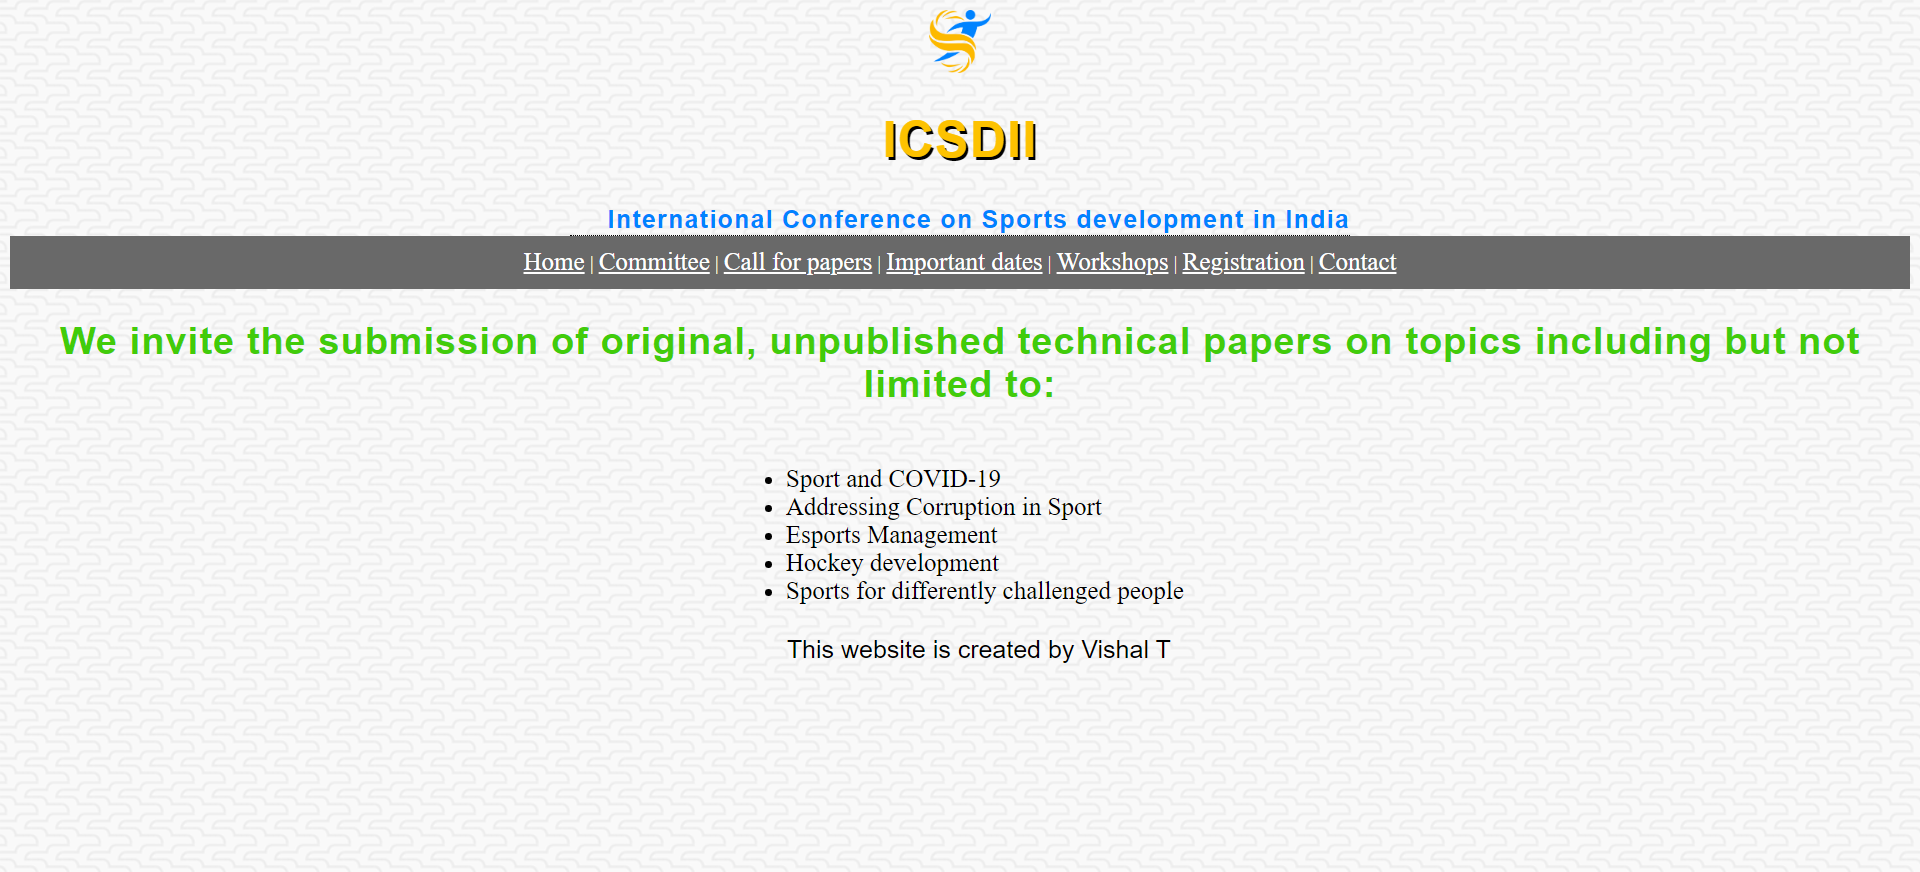 ICSDII
International Conference on Sports development in India
Home | Committee | Call for papers | Important dates | Workshops | Registration | Contact
We invite the submission of original, unpublished technical papers on topics including but not
limited to:
• Sport and COVID-19
• Addressing Corruption in Sport
• Esports Management
• Hockey development
• Sports for differently challenged people
This website is created by Vishal T